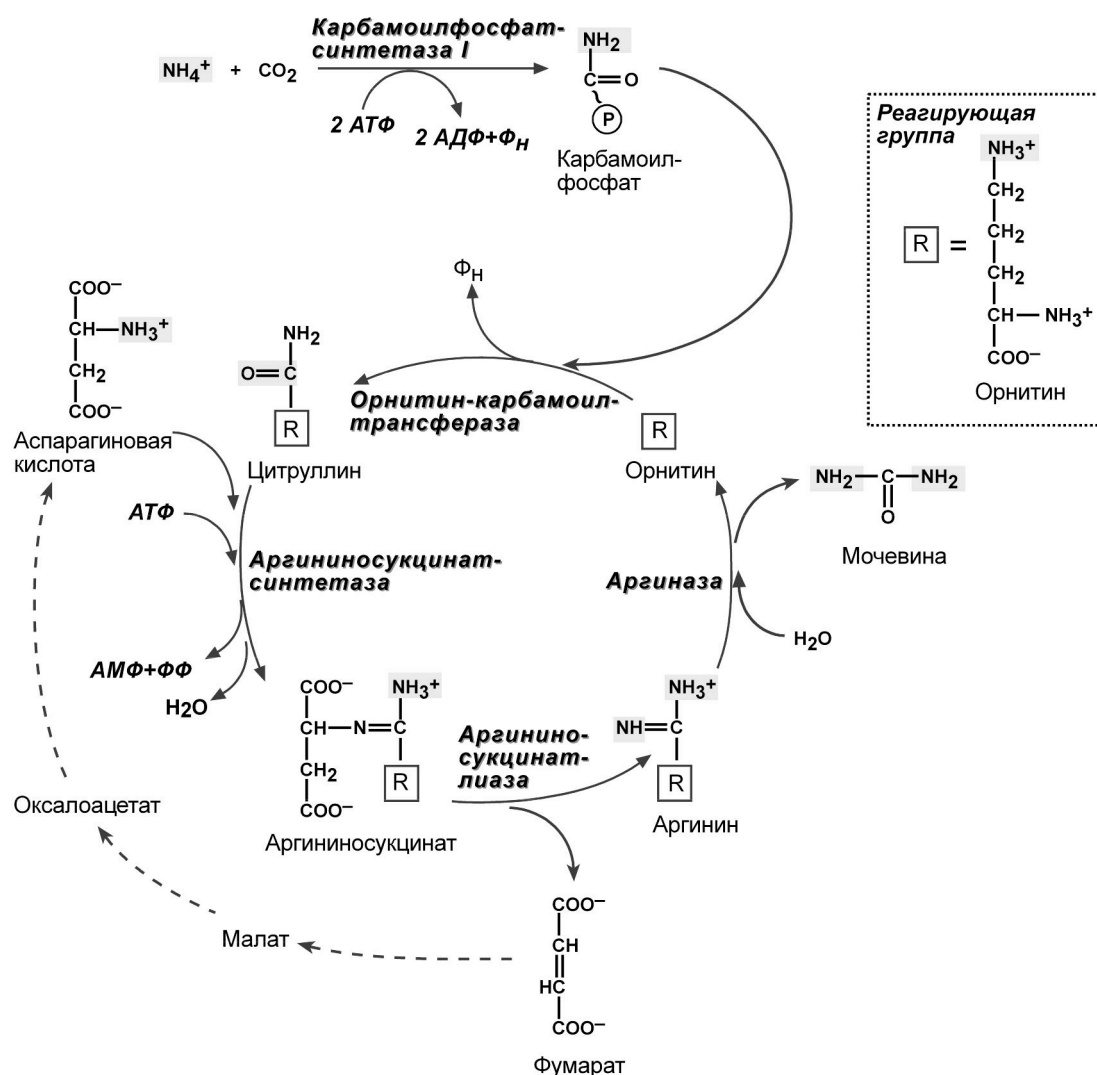 Карбамоилфосфат-
синтетаза I
NH4+ + CO2
2 АТФ
2 АДФ+Фн
NH2
C=O
P
Карбамоил-
фосфат
Реагирующая
группа
NH3+
CH2
CH2
CH2
R =
CH—NH3+
COO–
Орнитин
ФН
COO–
CH—NH3+
CH2
COO–
Аспарагиновая
кислота
NH2
O=C
R
Цитруллин
Орнитин-карбамоил-
трансфераза
R
Орнитин
NH2—C—NH2
O
Мочевина
АТФ
Аргининосукцинат-
синтетаза
Аргиназа
H2O
АМФ+ФФ
H2O
COO–
NH3+
CH—N=C
CH2
R
COO–
Аргининосукцинат
Аргинино-
сукцинат-
лиаза
NH3+
NH=C
R
Аргинин
Оксалоацетат
Малат
COO–
CH
HC
COO–
Фумарат